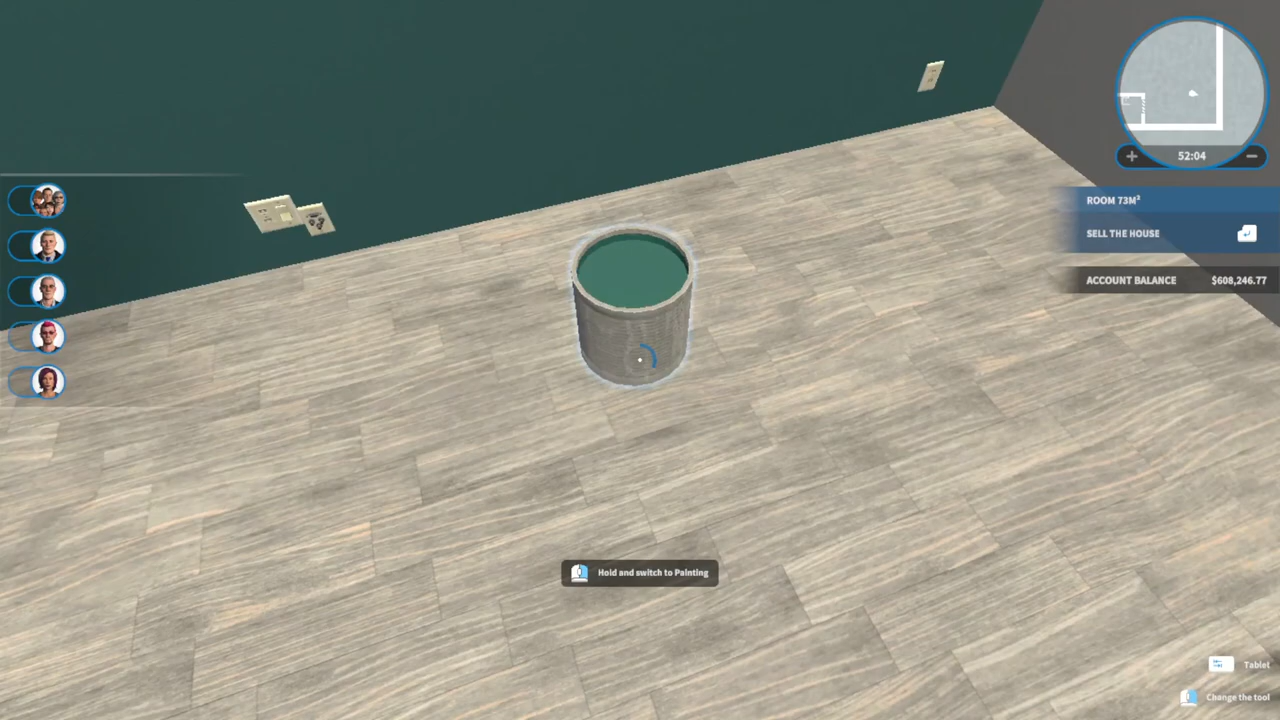 52:04
ROOM 73M²
SELL THE HOUSE
ACCOUNT BALANCE $608,246.77
Hold and switch to Painting
Tablet
Change the tool